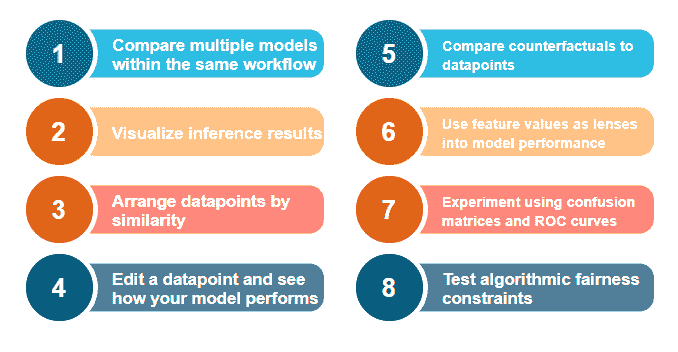 1
Compare multiple models
within the same workflow
2
Visualize inference results
3
Arrange datapoints by
similarity
4
Edit a datapoint and see
how your model performs
5
Compare counterfactuals to
datapoints
6
Use feature values as lenses
into model performance
7
Experiment using confusion
matrices and ROC curves
8
Test algorithmic fairness
constraints